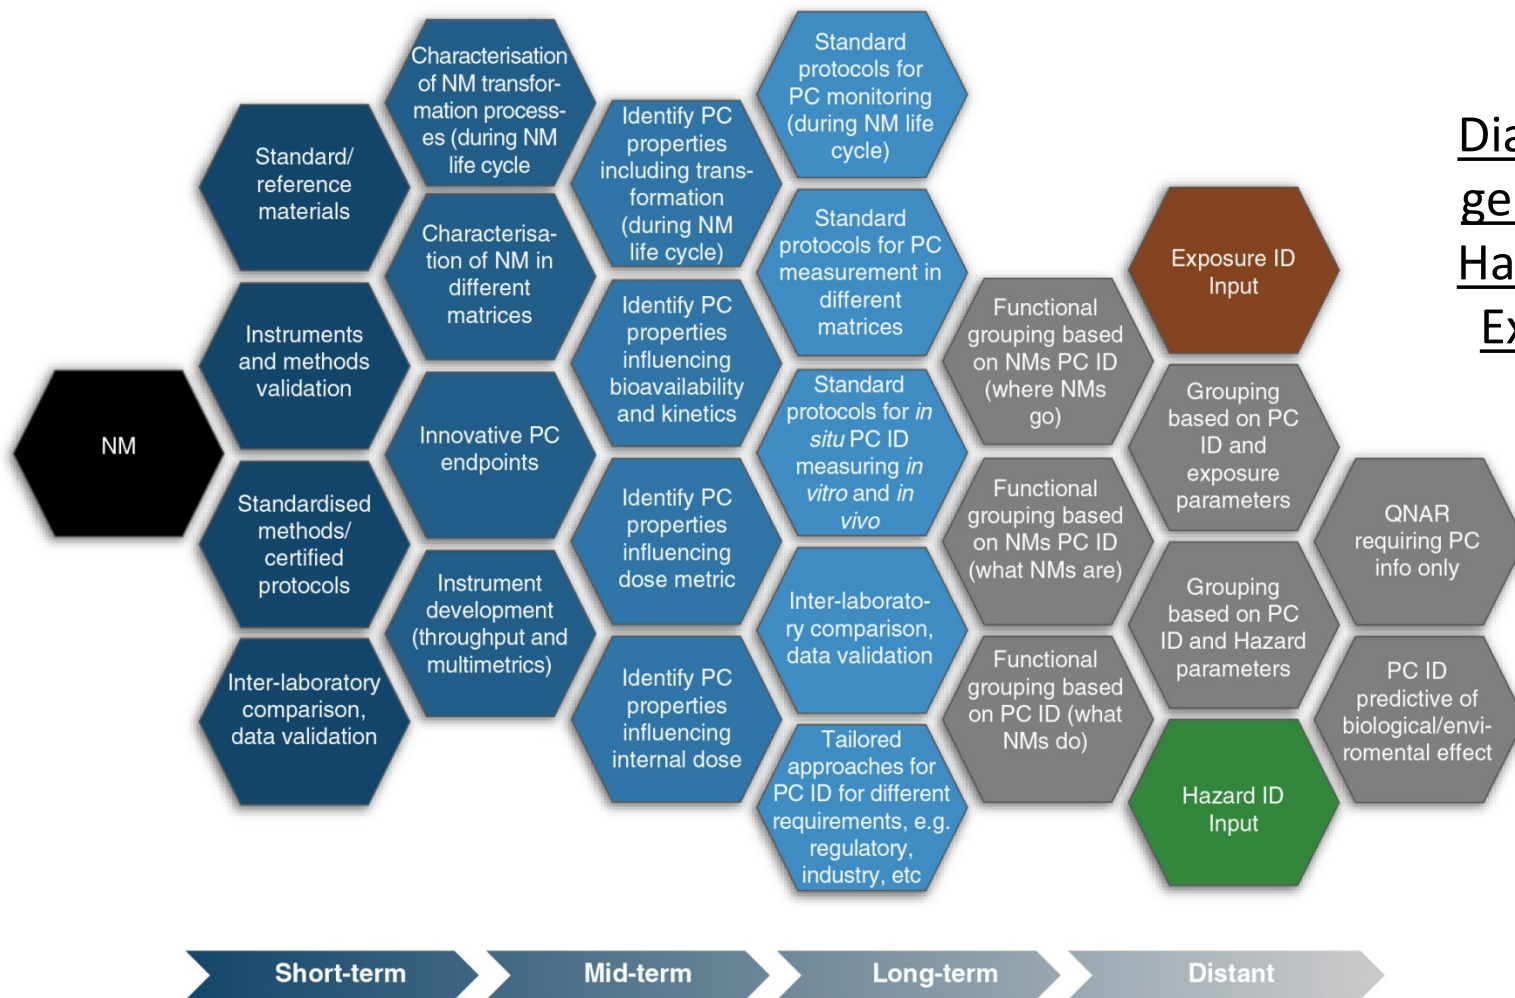 NM
Standard/
reference
materials
Instruments
and methods
validation
Standardised
methods/
certified
protocols
Inter-laboratory
comparison,
data validation
Characterisation
of NM transfor-
mation process-
es (during NM
life cycle
Characterisa-
tion of NM in
different
matrices
Innovative PC
endpoints
Instrument
development
(throughput and
multimetrics)
Identify PC
properties
including trans-
formation
(during NM
life cycle)
Identify PC
properties
influencing
bioavailability
and kinetics
Identify PC
properties
influencing
dose metric
Identify PC
properties
influencing
internal dose
Standard
protocols for
PC monitoring
(during NM life
cycle)
Standard
protocols for PC
measurement in
different
matrices
Standard
protocols for in
situ PC ID
measuring in
vitro and in
vivo
Inter-laborato-
ry comparison,
data validation
Tailored
approaches for
PC ID for different
requirements, e.g.
regulatory,
industry, etc
Functional
grouping based
on NMs PC ID
(where NMs
go)
Functional
grouping based
on NMs PC ID
(what NMs are)
Functional
grouping based
on PC ID (what
NMs do)
Exposure ID
Input
Grouping
based on PC
ID and
exposure
parameters
Grouping
based on PC
ID and Hazard
parameters
Hazard ID
Input
QNAR
requiring PC
info only
PC ID
predictive of
biological/envi-
romental effect
Dia
ge
Ha
Ex
Short-term
Mid-term
Long-term
Distant